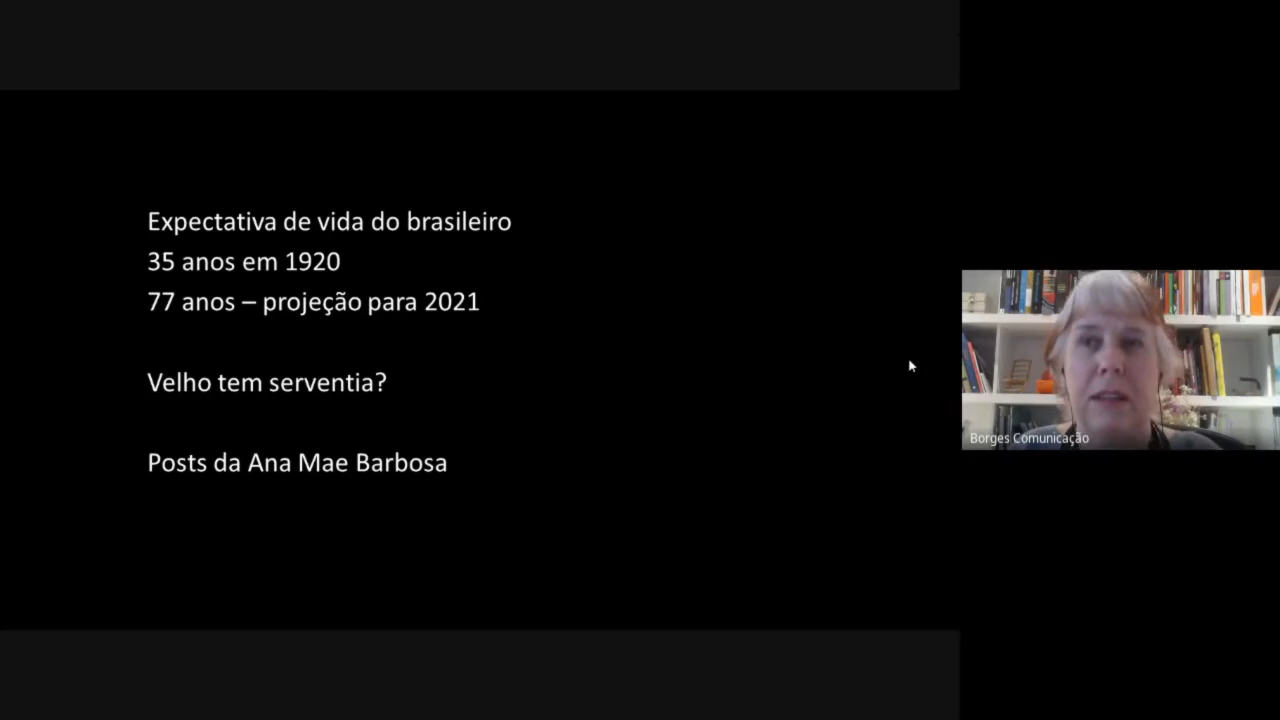 Expectativa de vida do brasileiro
35 anos em 1920
77 anos – projeção para 2021
Velho tem serventia?
Posts da Ana Mae Barbosa
Borges Comunicação